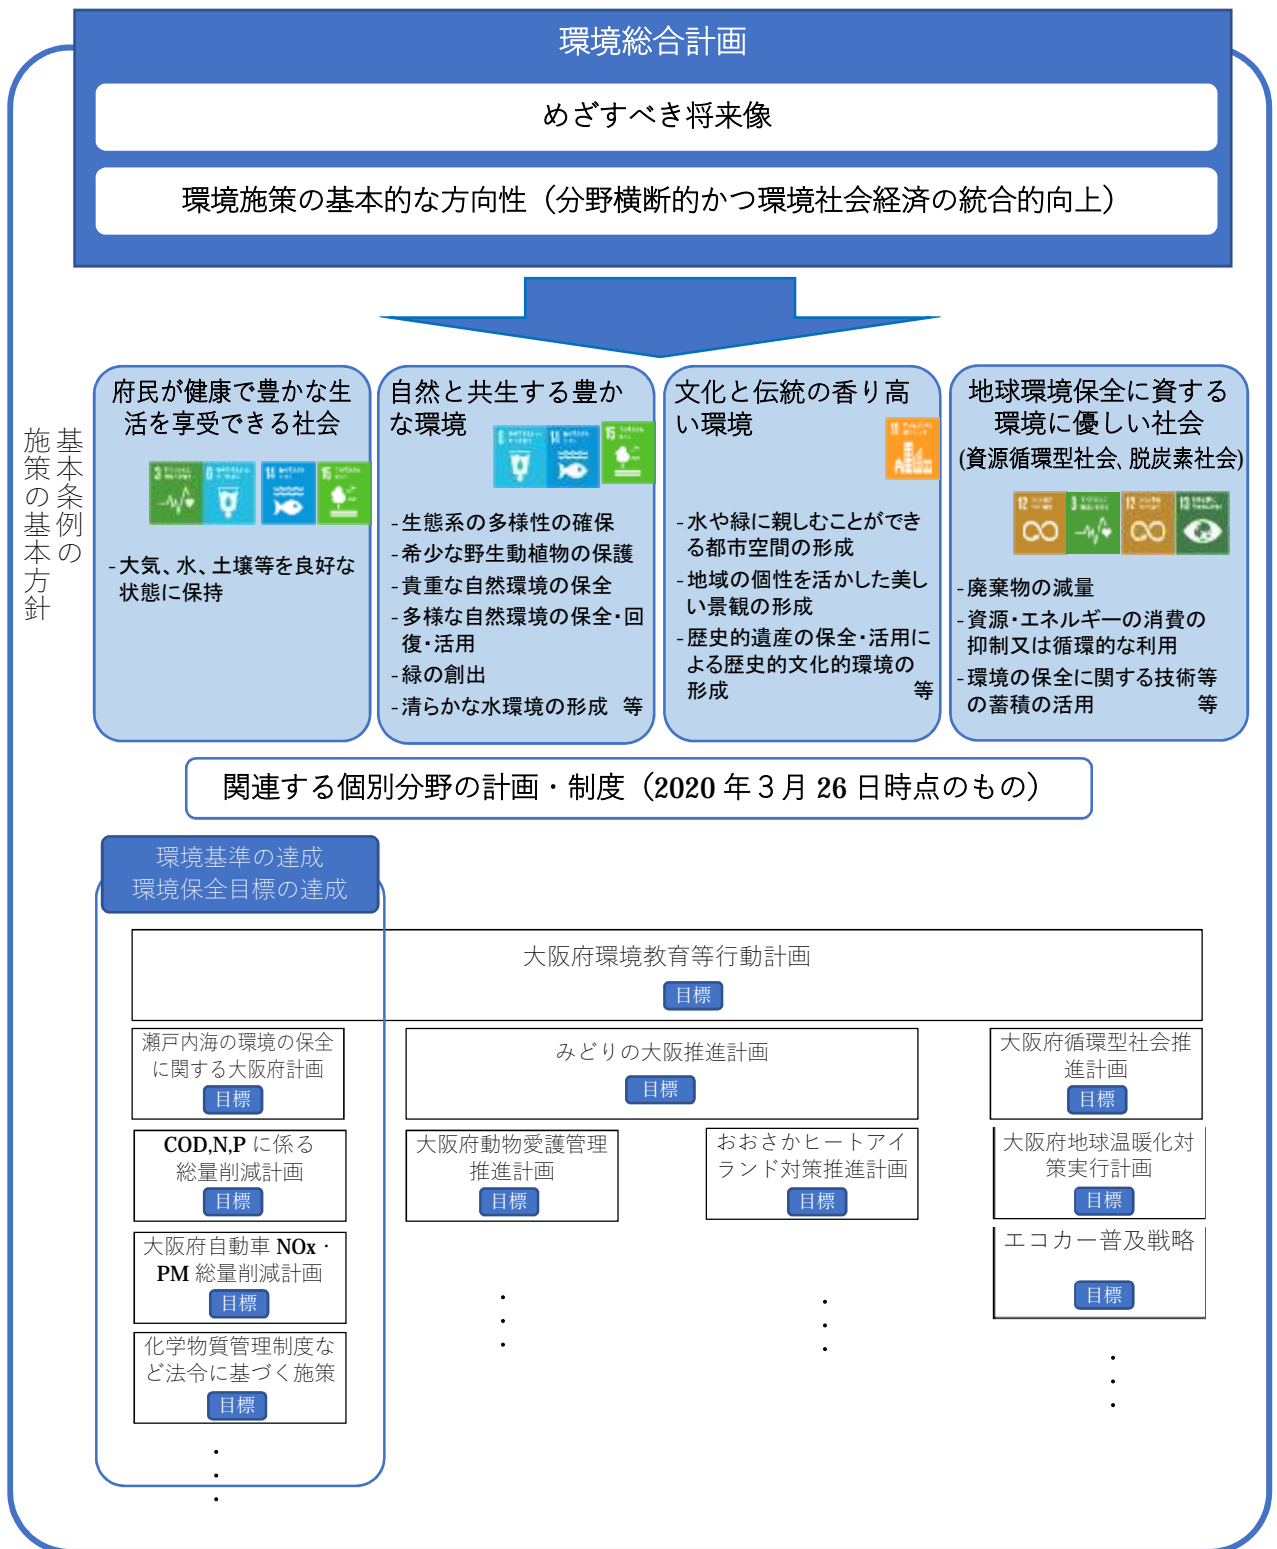 環境総合計画
めざすべき将来像
環境施策の基本的な方向性（分野横断的かつ環境社会経済の統合的向上）
基本条例の
施策の基本方針
府民が健康で豊かな生
活を享受できる社会
3
6
14
15
-大気、水、土壌等を良好な
状態に保持
自然と共生する豊か
な環境
6
14
15
-生態系の多様性の確保
-希少な野生動植物の保護
-貴重な自然環境の保全
-多様な自然環境の保全・回
復・活用
-緑の創出
-清らかな水環境の形成 等
文化と伝統の香り高
い環境
11
-水や緑に親しむことができ
る都市空間の形成
-地域の個性を活かした美し
い景観の形成
-歴史的遺産の保全・活用に
よる歴史的文化的環境の
形成 等
地球環境保全に資する
環境に優しい社会
(資源循環型社会、脱炭素社会)
12
3
12
13
-廃棄物の減量
-資源・エネルギーの消費の
抑制又は循環的な利用
-環境の保全に関する技術等
の蓄積の活用 等
関連する個別分野の計画・制度（2020 年３月 26 日時点のもの）
環境基準の達成
環境保全目標の達成
大阪府環境教育等行動計画
目標
瀬戸内海の環境の保全
に関する大阪府計画
目標
COD,N,P に係る
総量削減計画
目標
大阪府自動車 NOx・
PM 総量削減計画
目標
化学物質管理制度な
ど法令に基づく施策
目標
・
・
・
みどりの大阪推進計画
目標
大阪府動物愛護管理
推進計画
目標
・
・
・
おおさかヒートアイ
ランド対策推進計画
目標
・
・
・
大阪府循環型社会推
進計画
目標
大阪府地球温暖化対
策実行計画
目標
エコカー普及戦略
目標
・
・
・